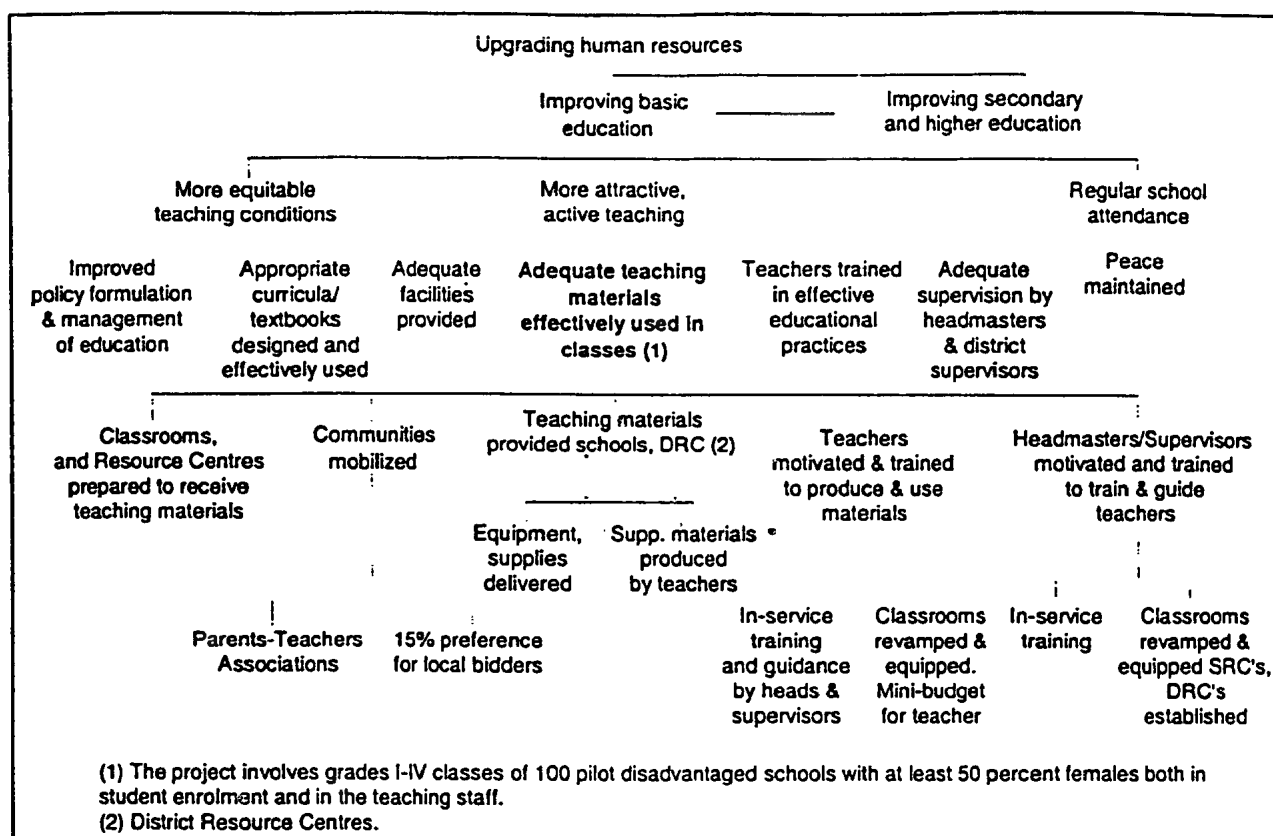 Upgrading human resources
Improving basic
education
Improving secondary
and higher education
More equitable
teaching conditions
More attractive,
active teaching
Regular school
attendance
Improved
policy formulation
& management
of education
Appropriate
curricula/
textbooks
designed and
effectively used
Adequate
facilities
provided
Adequate teaching
materials
effectively used in
classes (1)
Teachers trained
in effective
educational
practices
Adequate
supervision by
headmasters
& district
supervisors
Peace
maintained
Classrooms,
and Resource Centres
prepared to receive
teaching materials
Communities
mobilized
Teaching materials
provided schools, DRC (2)
Teachers
motivated & trained
to produce & use
materials
Headmasters/Supervisors
motivated and trained
to train & guide
teachers
Equipment,
supplies
delivered
Supp. materials
produced
by teachers
Parents-Teachers
Associations
15% preference
for local bidders
In-service
training
and guidance
by heads &
supervisors
Classrooms
revamped &
equipped.
Mini-budget
for teacher
In-service
training
Classrooms
revamped &
equipped SRC's,
DRC's
established
(1) The project involves grades I-IV classes of 100 pilot disadvantaged schools with at least 50 percent females both in
student enrolment and in the teaching staff.
(2) District Resource Centres.